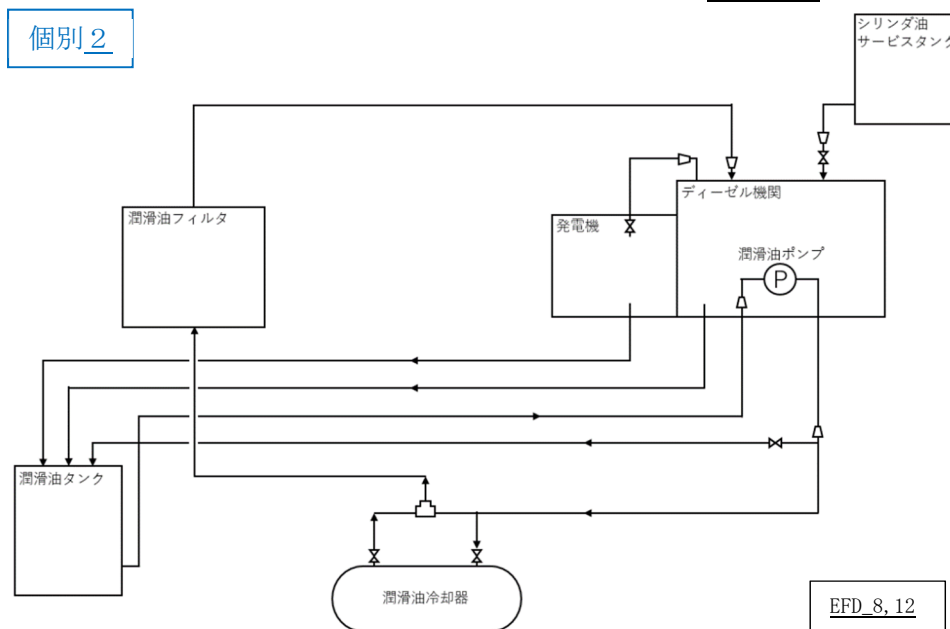 個別2
シリンダ油
サービスタンク
ディーゼル機関
潤滑油フィルタ
発電機
潤滑油ポンプ
P
潤滑油タンク
潤滑油冷却器
EFD_8,12